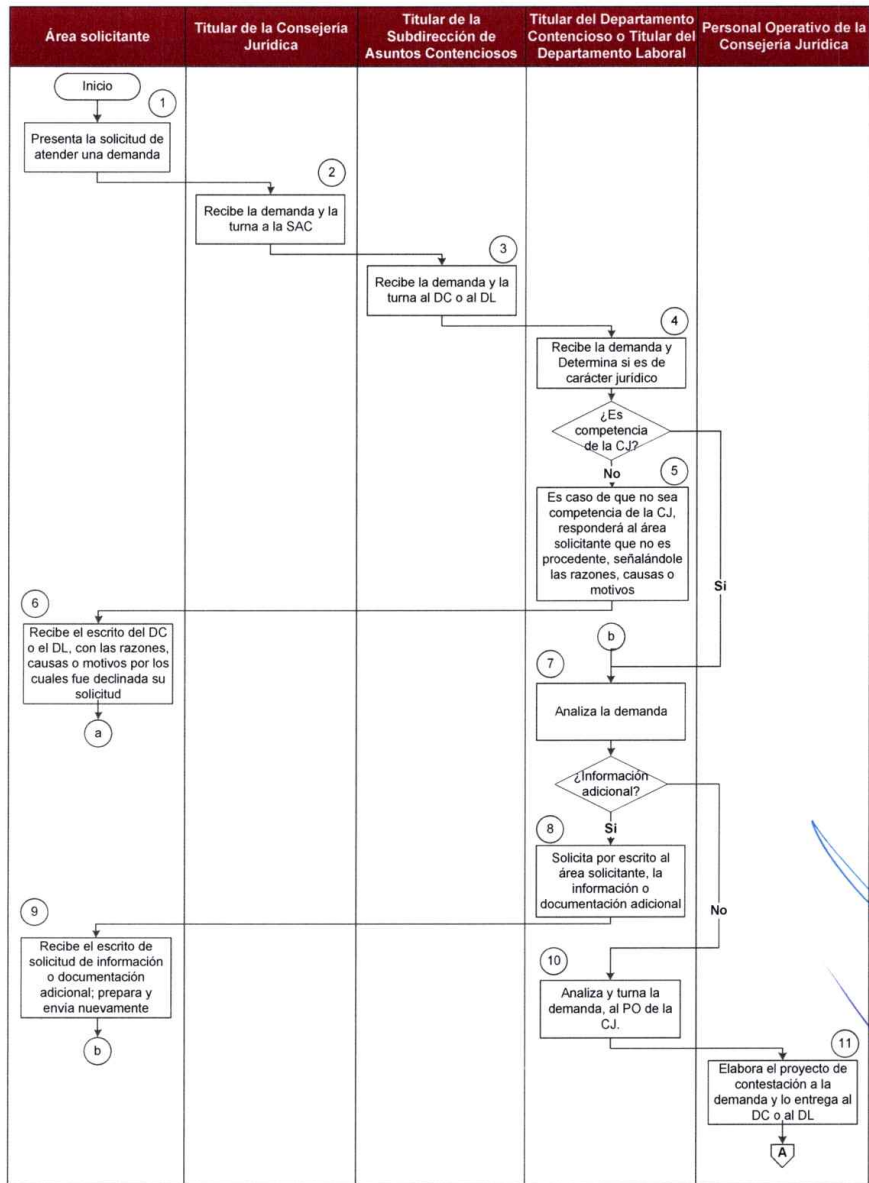 Área solicitante
Titular de la Consejería
Jurídica
Titular de la
Subdirección de
Asuntos Contenciosos
Titular del Departamento
Contencioso o Titular del
Departamento Laboral
Personal Operativo de la
Consejería Jurídica
Inicio
1
Presenta la solicitud de
atender una demanda
2
Recibe la demanda y la
turna a la SAC
3
Recibe la demanda y la
turna al DC o al DL
4
Recibe la demanda y
Determina si es de
carácter jurídico
¿Es
competencia
de la CJ?
No
Si
5
Es caso de que no sea
competencia de la CJ,
responderá al área
solicitante que no es
procedente, señalándole
las razones, causas o
motivos
6
Recibe el escrito del DC
o el DL, con las razones,
causas o motivos por los
cuales fue declinada su
solicitud
a
b
7
Analiza la demanda
¿Información
adicional?
Si
No
8
Solicita por escrito al
área solicitante, la
información o
documentación adicional
9
Recibe el escrito de
solicitud de información
o documentación
adicional; prepara y
envia nuevamente
b
10
Analiza y turna la
demanda, al PO de la
CJ.
11
Elabora el proyecto de
contestación a la
demanda y lo entrega al
DC o al DL
A